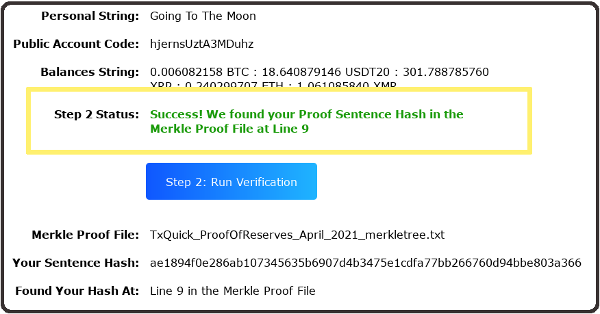 Personal String: Going To The Moon
Public Account Code: hjernsUztA3MDuhz
Balances String: 0.006082158 BTC : 18.640879146 USDT20 : 301.788785760
XRP : 0.240299707 ETH : 1.061085840 XMR
Step 2 Status: Success! We found your Proof Sentence Hash in the
Merkle Proof File at Line 9
Step 2: Run Verification
Merkle Proof File: TxQuick_ProofOfReserves_April_2021_merkletree.txt
Your Sentence Hash: ae1894f0e286ab107345635b6907d4b3475e1cdfa77bb266760d94bbe803a366
Found Your Hash At: Line 9 in the Merkle Proof File